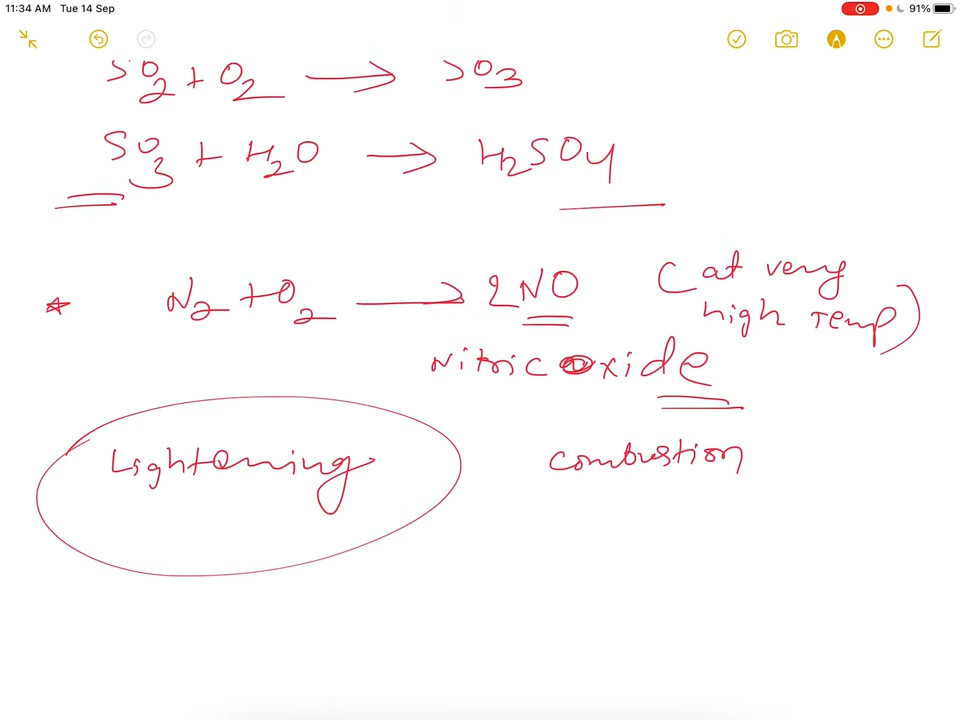 11:34 AM Tue 14 Sep 91%
SO2 + O2 → SO3
SO3 + H2O → H2SO4
* N2 + O2 → 2NO (at very
high Temp)
Nitric oxide
Lightening combustion